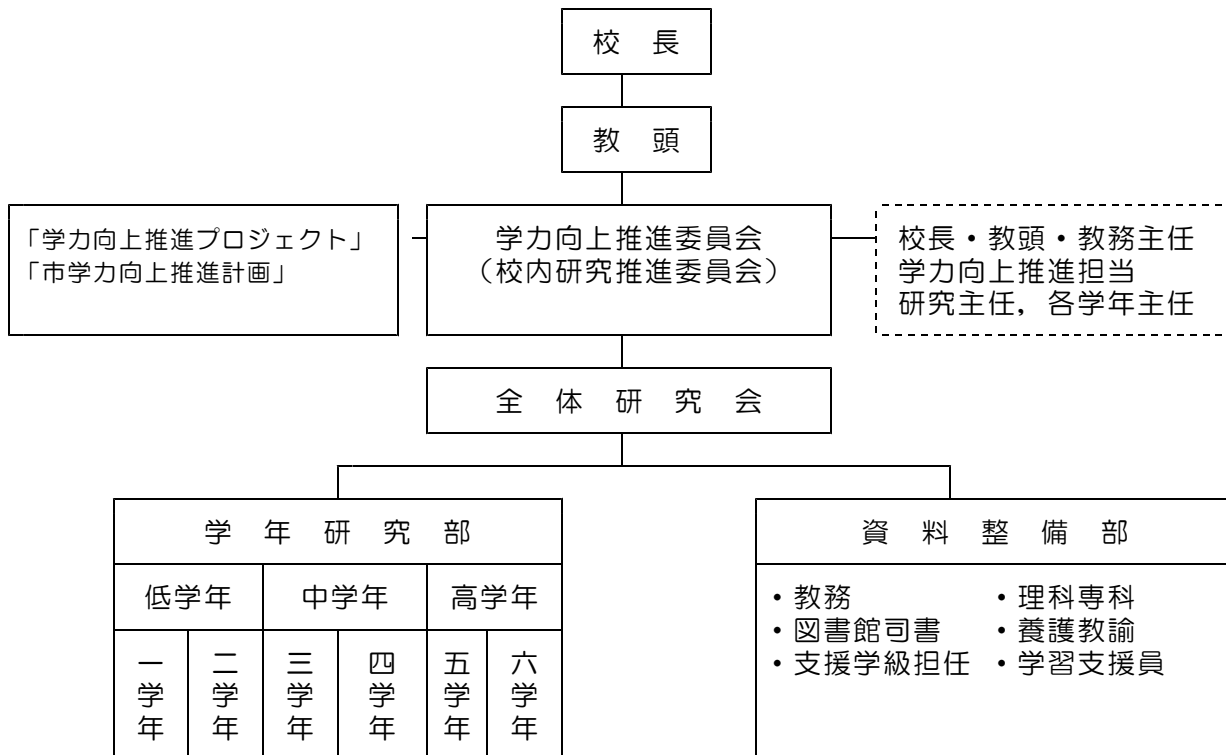 校　長
教　頭
「学力向上推進プロジェクト」
「市学力向上推進計画」
学力向上推進委員会
（校内研究推進委員会）
校長・教頭・教務主任
学力向上推進担当
研究主任，各学年主任
全　体　研　究　会
学　年　研　究　部
低学年
中学年
高学年
一学年
二学年
三学年
四学年
五学年
六学年
資　料　整　備　部
・教務
・図書館司書
・支援学級担任
・理科専科
・養護教諭
・学習支援員